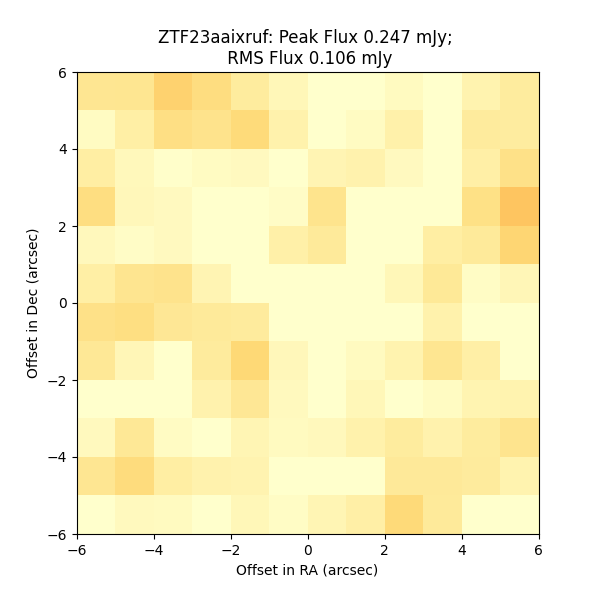 ZTF23aaixruf: Peak Flux 0.247 mJy;
RMS Flux 0.106 mJy
6
4
2
0
−2
−4
−6
Offset in Dec (arcsec)
−6 −4 −2 0 2 4 6
Offset in RA (arcsec)